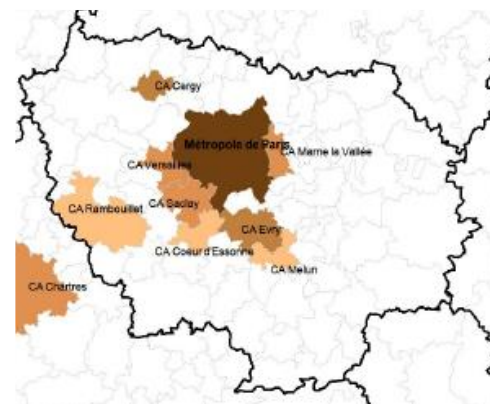 CA Cergy
Métropole de Paris
CA Marne la Vallée
CA Versailles
CA Rambouillet
CA Saclay
CA Evry
CA Coeur d'Essonne
CA Melun
CA Chartres